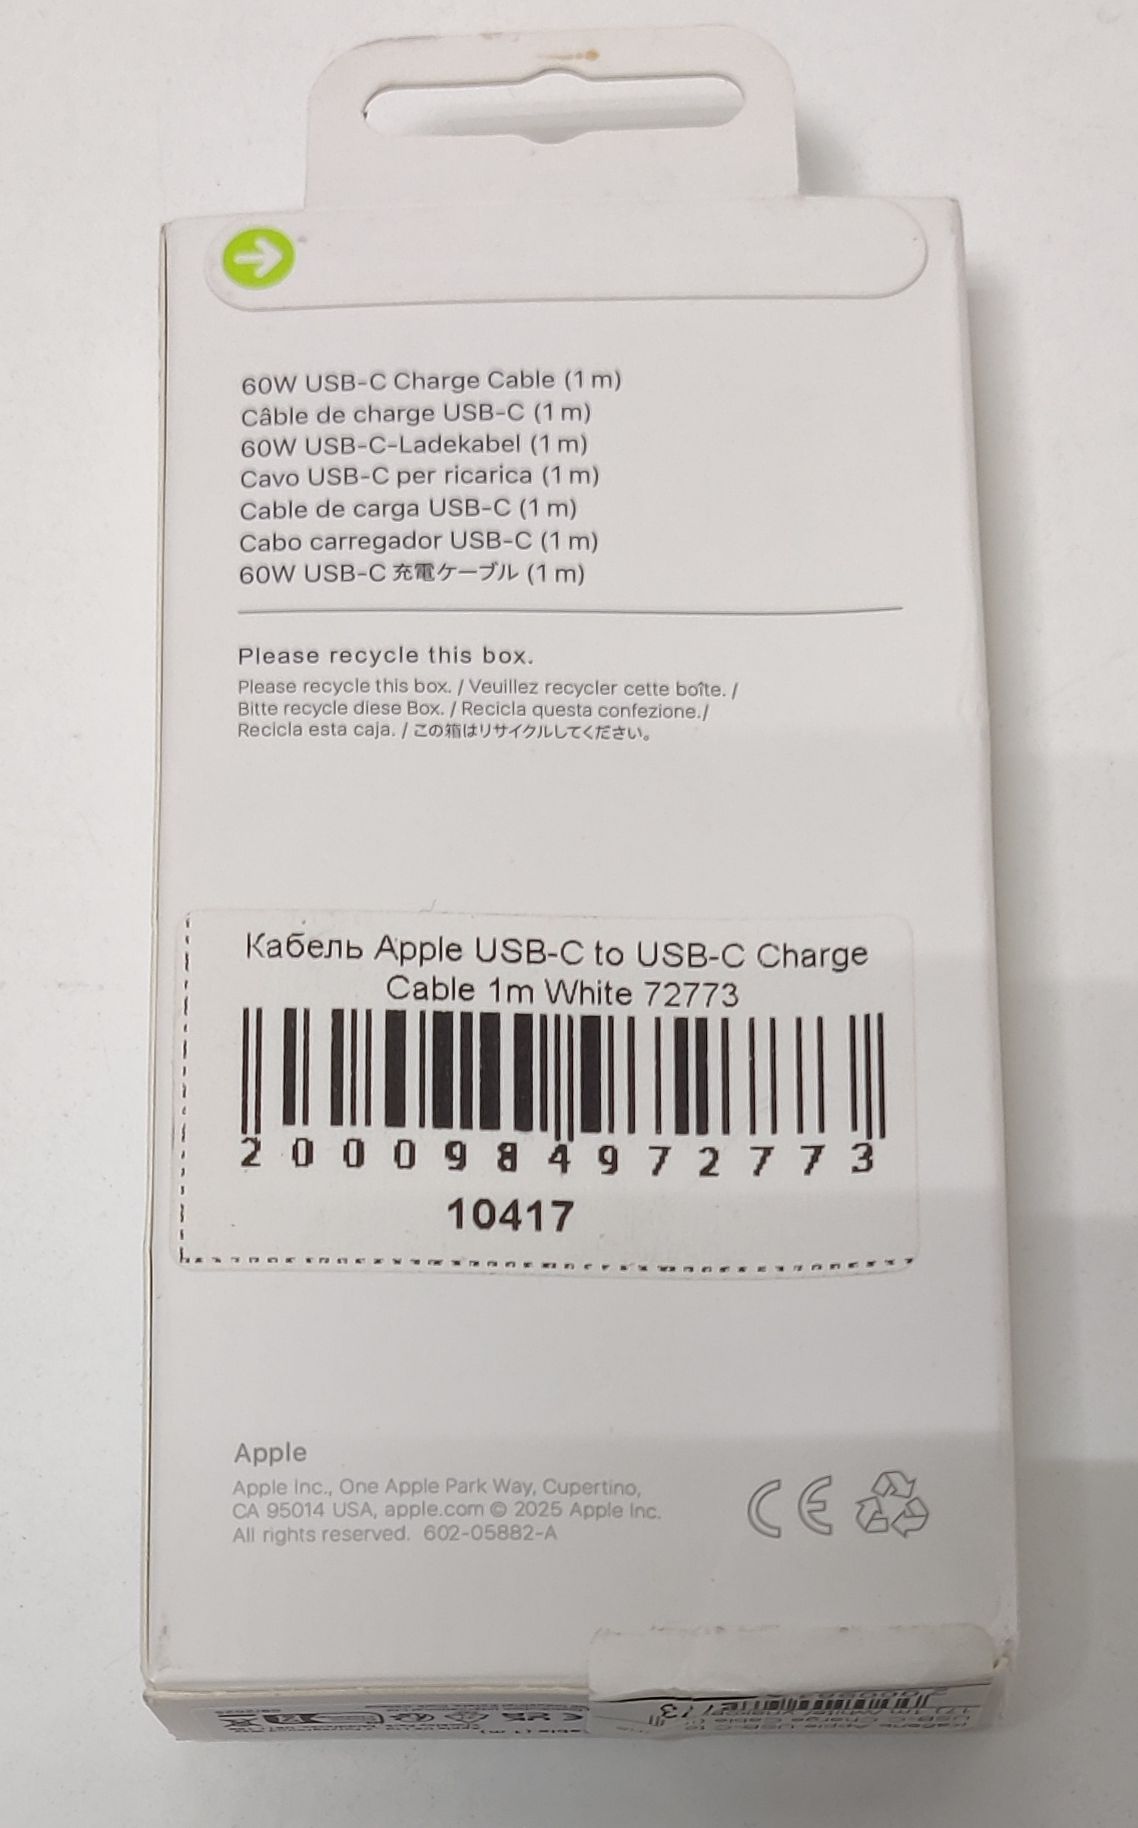 60W USB-C Charge Cable (1 m)
Câble de charge USB-C (1 m)
60W USB-C-Ladekabel (1 m)
Cavo USB-C per ricarica (1 m)
Cable de carga USB-C (1 m)
Cabo carregador USB-C (1 m)
60W USB-C 充電ケーブル (1 m)
Please recycle this box.
Please recycle this box. / Veuillez recycler cette boîte. /
Bitte recycle diese Box. / Recicla questa confezione./
Recicla esta caja. / この箱はリサイクルしてください。
Кабель Apple USB-C to USB-C Charge
Cable 1m White 72773
2000984972773
10417
Apple
Apple Inc., One Apple Park Way, Cupertino,
CA 95014 USA, apple.com © 2025 Apple Inc.
All rights reserved. 602-05882-A
CE